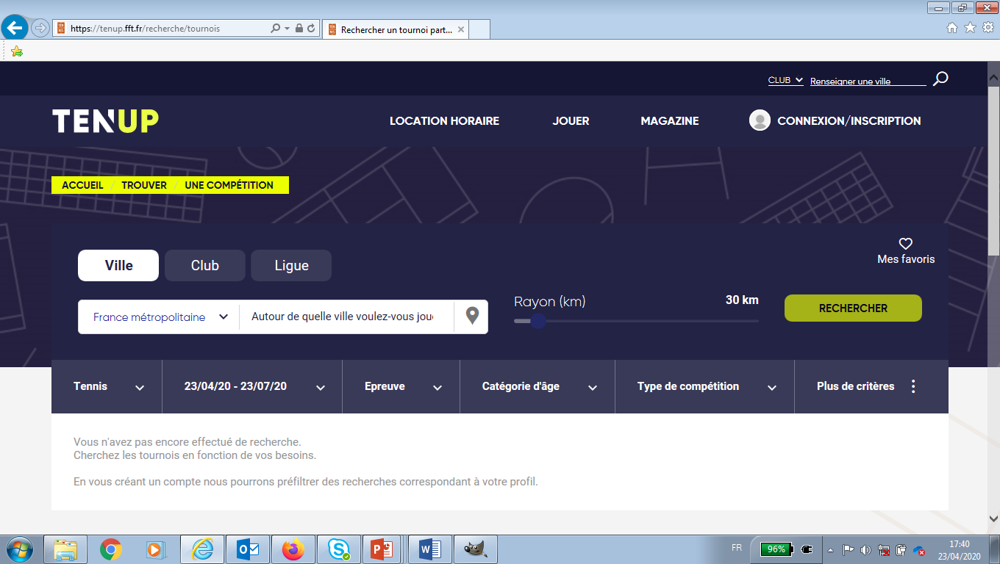 https://tenup.fft.fr/recherche/tournois
Rechercher un tournoi part...
CLUB
Renseigner une ville
TENUP
LOCATION HORAIRE
JOUER
MAGAZINE
CONNEXION/INSCRIPTION
ACCUEIL / TROUVER / UNE COMPÉTITION
Mes favoris
Ville
Club
Ligue
Rayon (km)
30 km
France métropolitaine
Autour de quelle ville voulez-vous jou
RECHERCHER
Tennis
23/04/20 - 23/07/20
Epreuve
Catégorie d'âge
Type de compétition
Plus de critères
Vous n'avez pas encore effectué de recherche.
Cherchez les tournois en fonction de vos besoins.
En vous créant un compte nous pourrons préfiltrer des recherches correspondant à votre profil.
FR
96%
17:40
23/04/2020